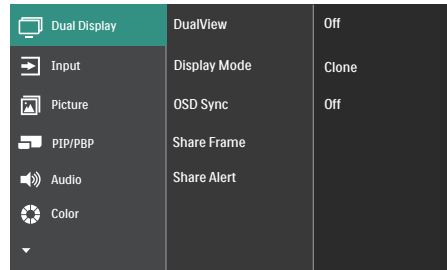 Dual Display
Input
Picture
PIP/PBP
Audio
Color
DualView
Display Mode
OSD Sync
Share Frame
Share Alert
Off
Clone
Off